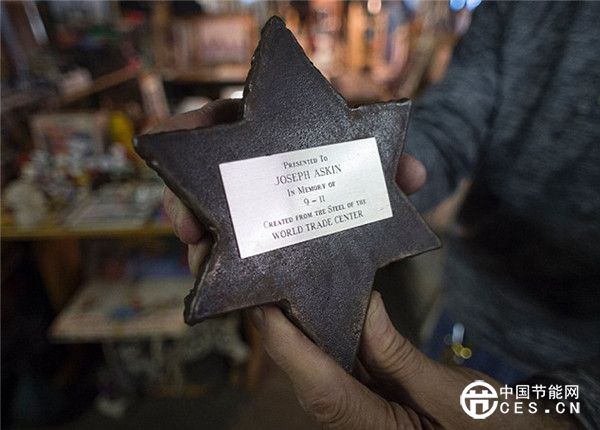 PRESENTED TO
JOSEPH ASKIN
IN MEMORY OF
9-11
CREATED FROM THE STEEL OF THE
WORLD TRADE CENTER
中国节能网
CES.CN